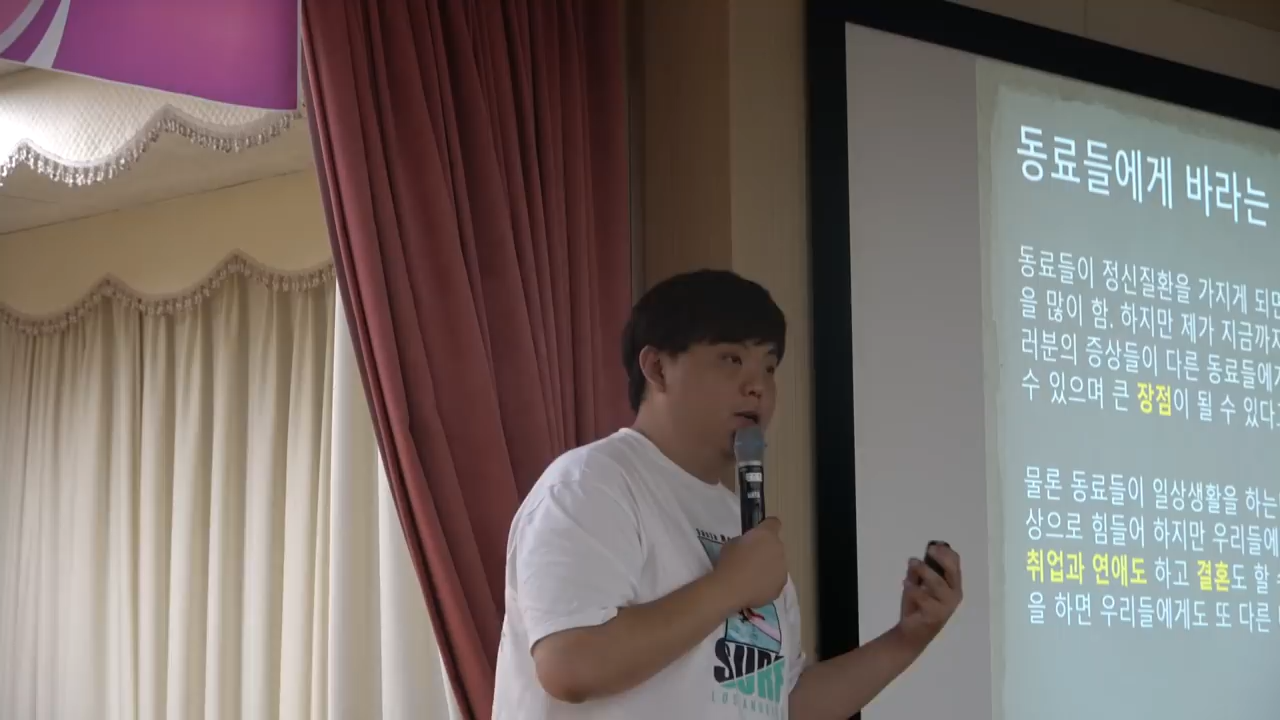 동료들에게 바라는
동료들이 정신질환을 가지게 되면
을 많이 함. 하지만 제가 지금까지
러분의 증상들이 다른 동료들에게
수 있으며 큰 장점이 될 수 있다.
물론 동료들이 일상생활을 하는
상으로 힘들어 하지만 우리들에
취업과 연애도 하고 결혼도 할
을 하면 우리들에게도 또 다른
SURF
LOS ANGELES